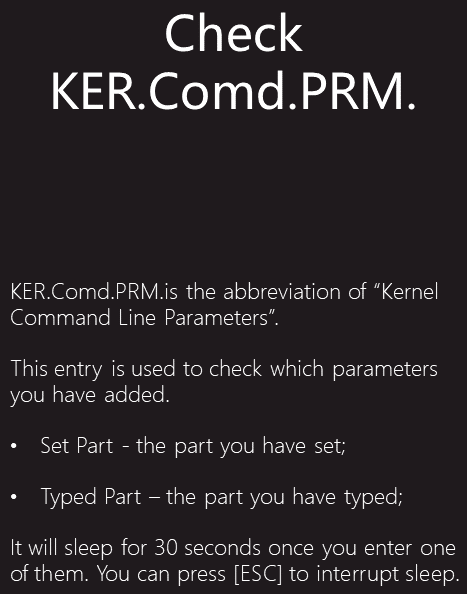 Check
KER.Comd.PRM.
KER.Comd.PRM.is the abbreviation of “Kernel
Command Line Parameters”.
This entry is used to check which parameters
you have added.
• Set Part - the part you have set;
• Typed Part – the part you have typed;
It will sleep for 30 seconds once you enter one
of them. You can press [ESC] to interrupt sleep.